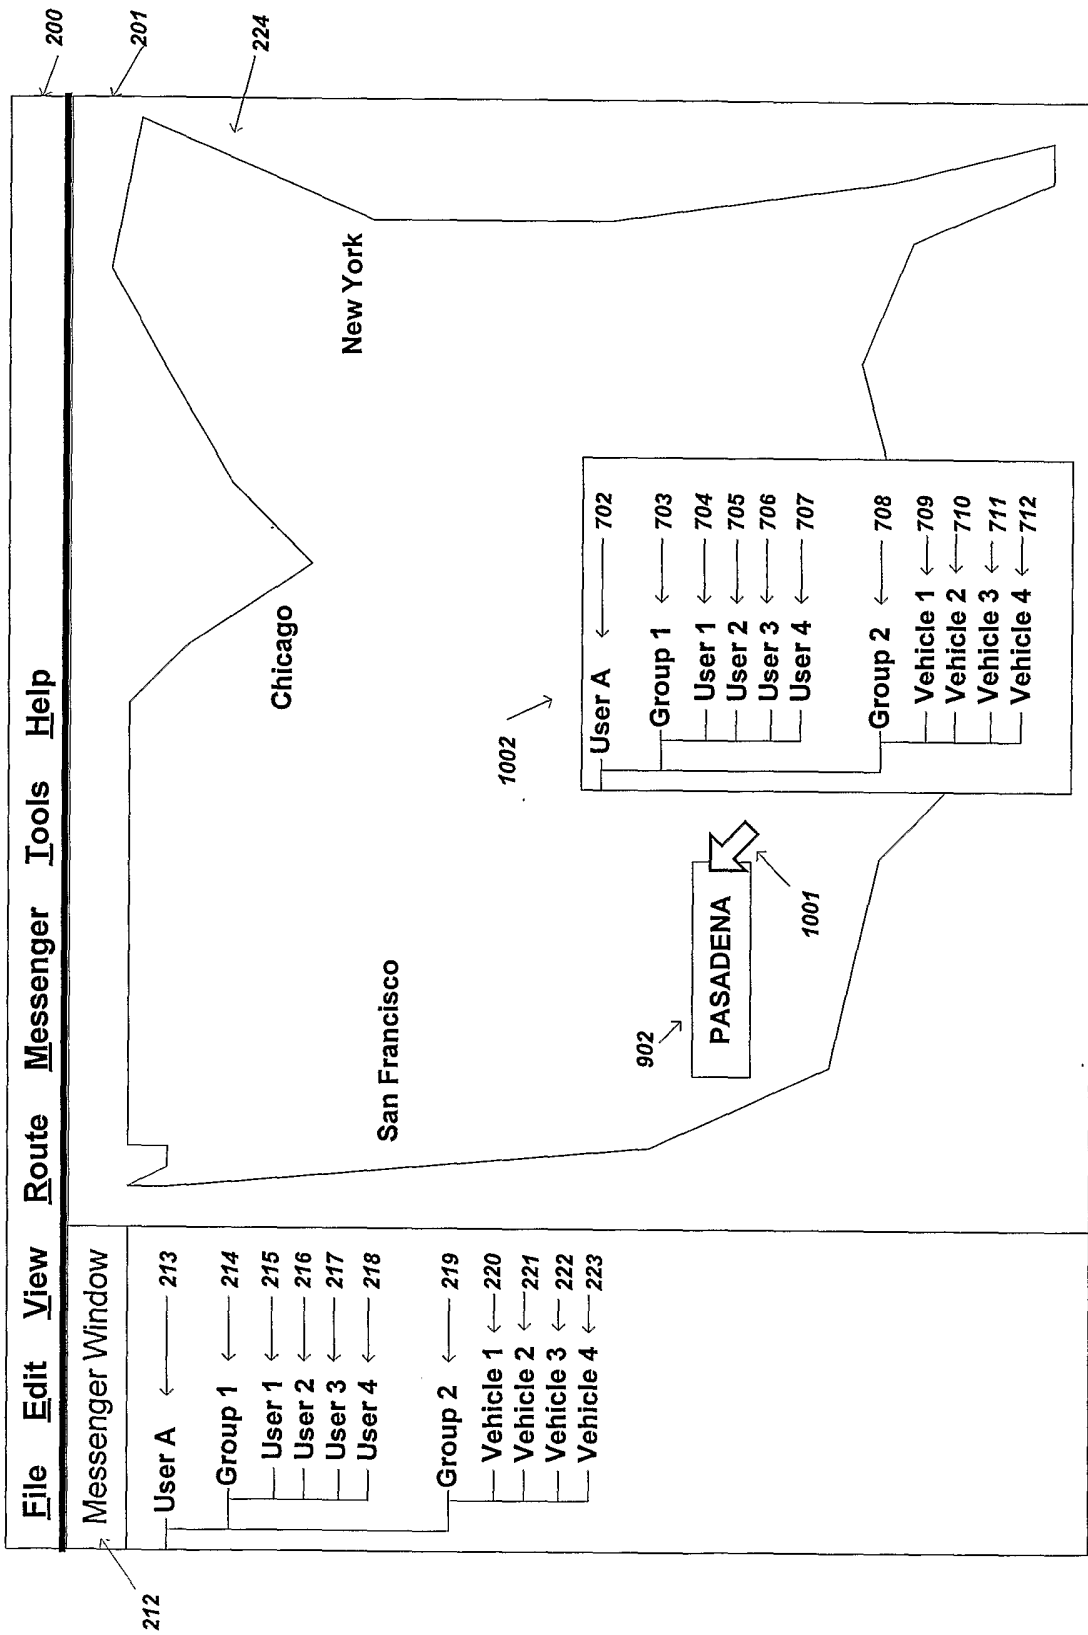 File Edit View Route Messenger Tools Help
200
201
212
Messenger Window
224
User A 213
Group 1 214
User 1 215
User 2 216
User 3 217
User 4 218
Group 2 219
Vehicle 1 220
Vehicle 2 221
Vehicle 3 222
Vehicle 4 223
Chicago
New York
San Francisco
902
PASADENA
1001
1002
User A 702
Group 1 703
User 1 704
User 2 705
User 3 706
User 4 707
Group 2 708
Vehicle 1 709
Vehicle 2 710
Vehicle 3 711
Vehicle 4 712